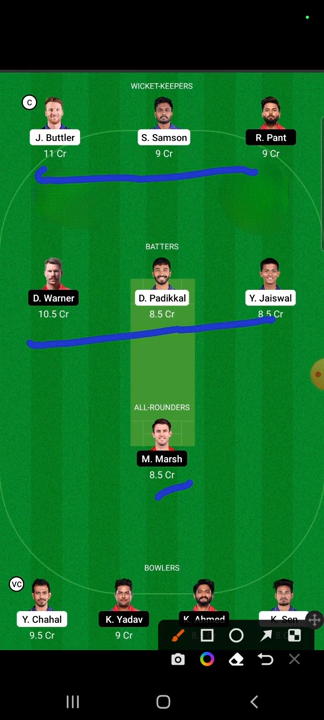 WICKET-KEEPERS
C
J. Buttler S. Samson R. Pant
11 Cr 9 Cr 9 Cr
BATTERS
D. Warner D. Padikkal Y. Jaiswal
10.5 Cr 8.5 Cr 8.5 Cr
ALL-ROUNDERS
M. Marsh
8.5 Cr
BOWLERS
VC
Y. Chahal K. Yadav K. Ahmed K. Sen
9.5 Cr 9 Cr